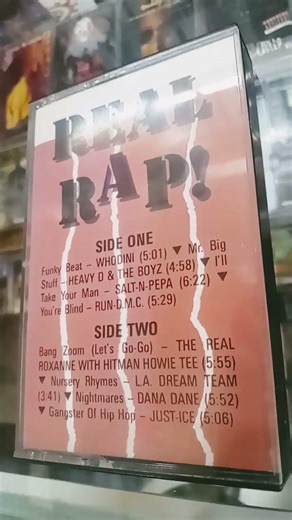 REAL
RAP!
SIDE ONE
Funky Beat – WHODINI (5:01) ▼ Mr. Big
Stuff – HEAVY D & THE BOYZ (4:58) ▼ I'll
Take Your Man – SALT-N-PEPA (6:22) ▼
You're Blind – RUN-D.M.C. (5:29)
SIDE TWO
Bang Zoom (Let's Go-Go) – THE REAL
ROXANNE WITH HITMAN HOWIE TEE (5:55)
▼ Nursery Rhymes – L.A. DREAM TEAM
(3:41) ▼ Nightmares – DANA DANE (5:52)
▼ Gangster Of Hip Hop – JUST-ICE (5:06)